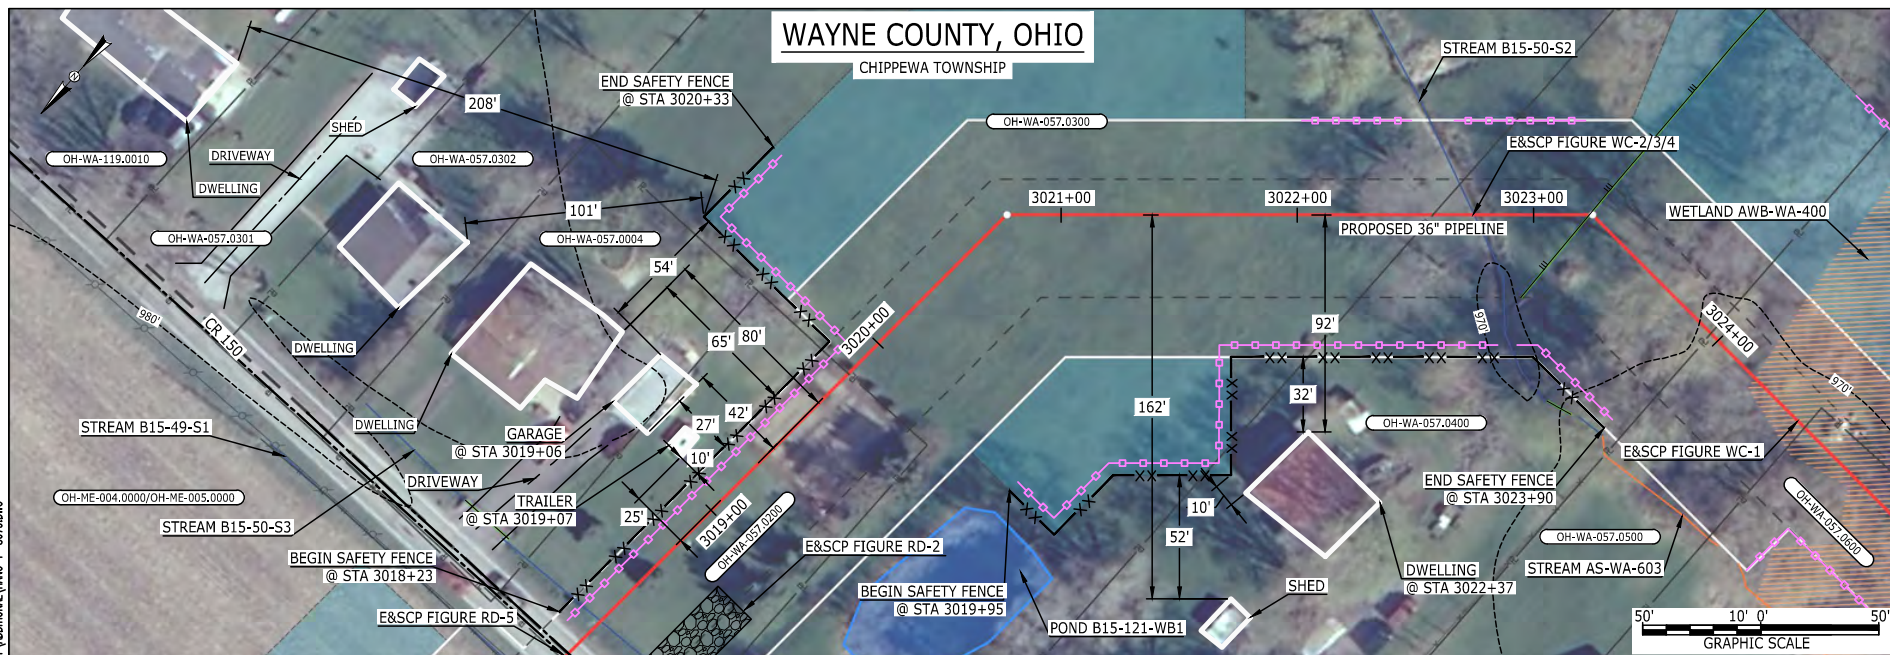 WAYNE COUNTY, OHIO
CHIPPEWA TOWNSHIP
208'
END SAFETY FENCE
@ STA 3020+33
STREAM B15-50-S2
SHED
OH-WA-119.0010
DRIVEWAY
OH-WA-057.0302
DWELLING
OH-WA-057.0300
E&SCP FIGURE WC-2/3/4
101'
3021+00
3022+00
3023+00
WETLAND AWB-WA-400
OH-WA-057.0301
OH-WA-057.0004
PROPOSED 36" PIPELINE
54'
980'
CR 150
65'
80'
3020+00
92'
970'
3024+00
DWELLING
970'
32'
162'
42'
27'
OH-WA-057.0400
STREAM B15-49-S1
DWELLING
GARAGE
@ STA 3019+06
10'
E&SCP FIGURE WC-1
DRIVEWAY
END SAFETY FENCE
@ STA 3023+90
OH-ME-004.0000/OH-ME-005.0000
TRAILER
@ STA 3019+07
STREAM B15-50-S3
25'
3019+00
OH-WA-057.0200
10'
52'
OH-WA-057.0500
OH-WA-057.0600
E&SCP FIGURE RD-2
BEGIN SAFETY FENCE
@ STA 3018+23
BEGIN SAFETY FENCE
@ STA 3019+95
SHED
DWELLING
@ STA 3022+37
STREAM AS-WA-603
E&SCP FIGURE RD-5
POND B15-121-WB1
50' 10' 0' 50'
GRAPHIC SCALE